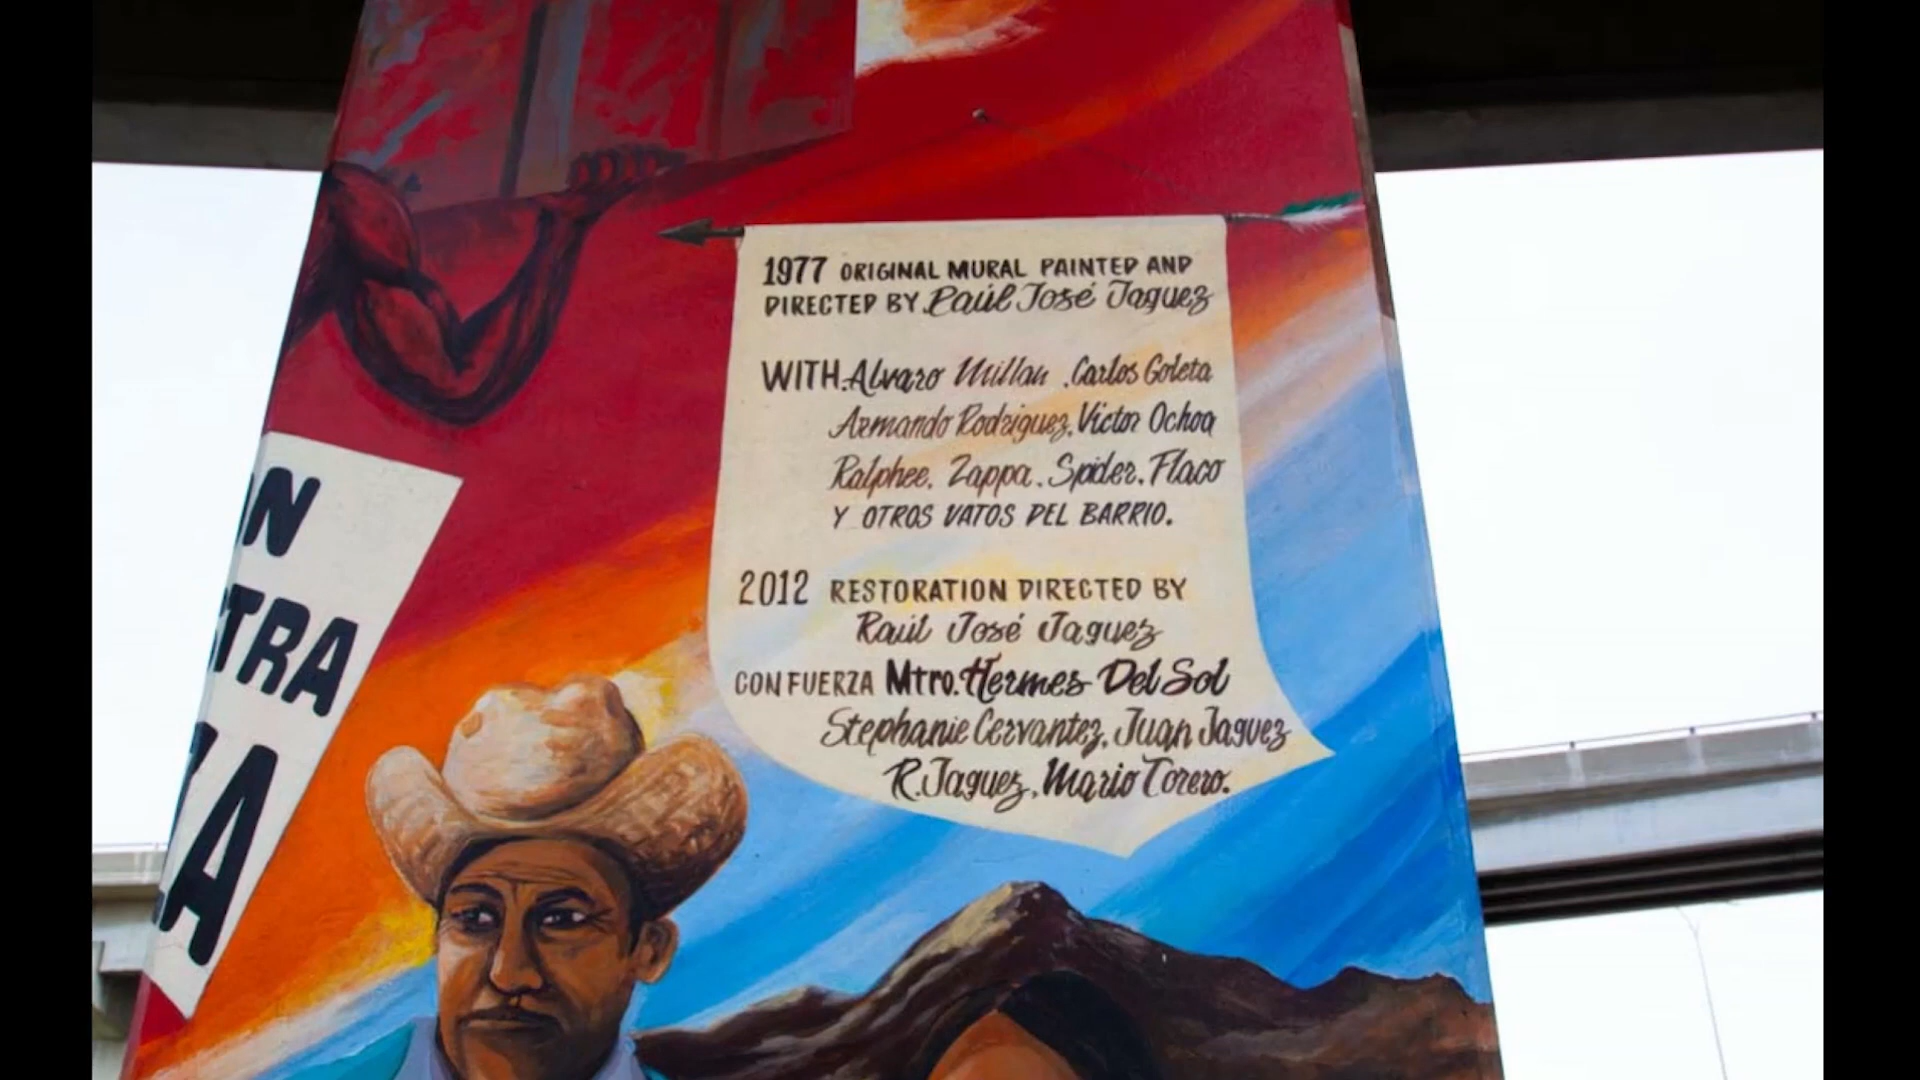 1977 ORIGINAL MURAL PAINTED AND
DIRECTED BY. Raúl José Jaquez
WITH. Alvaro Millan, Carlos Goleta
Armando Rodriguez, Victor Ochoa
Ralphee, Zappa, Spider, Flaco
Y OTROS VATOS DEL BARRIO.
2012 RESTORATION DIRECTED BY
Raúl José Jaquez
CON FUERZA Mtro. Hermes Del Sol
Stephanie Cervantez, Juan Jaquez
R. Jaquez, Mario Torero.
N
TRA
A